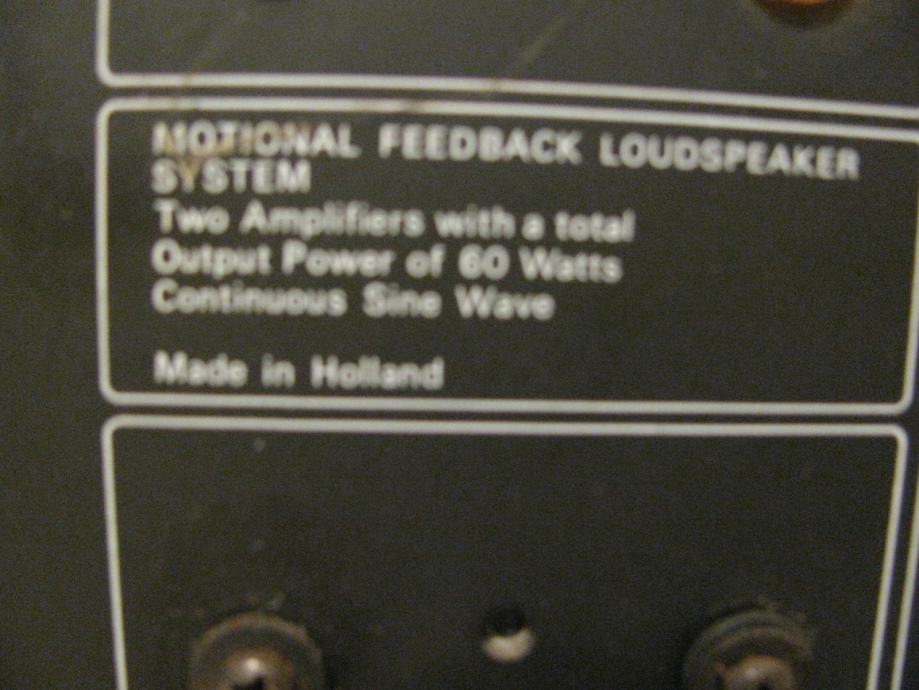 MOTIONAL FEEDBACK LOUDSPEAKER
SYSTEM
Two Amplifiers with a total
Output Power of 60 Watts
Continuous Sine Wave
Made in Holland